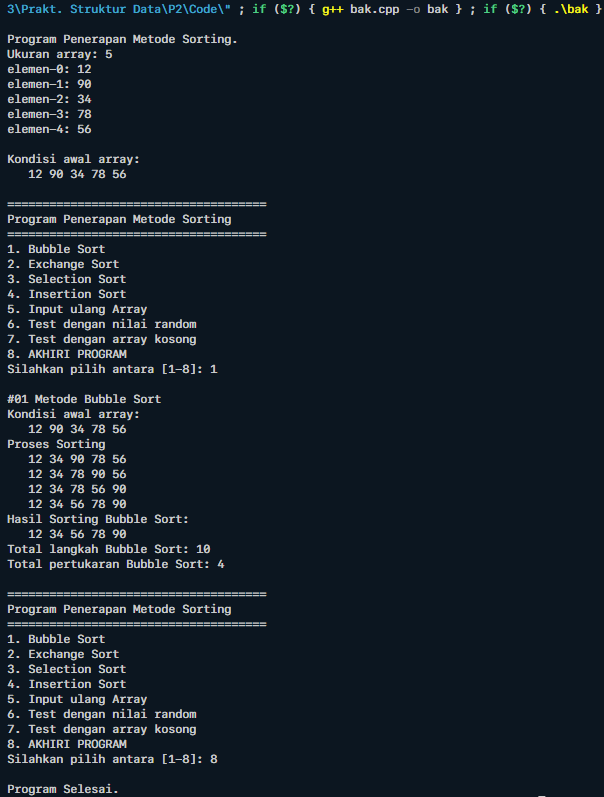 3\Prakt. Struktur Data\P2\Code\" ; if ($?) { g++ bak.cpp -o bak } ; if ($?) { .\bak }
Program Penerapan Metode Sorting.
Ukuran array: 5
elemen-0: 12
elemen-1: 90
elemen-2: 34
elemen-3: 78
elemen-4: 56
Kondisi awal array:
12 90 34 78 56
=====================================
Program Penerapan Metode Sorting
=====================================
1. Bubble Sort
2. Exchange Sort
3. Selection Sort
4. Insertion Sort
5. Input ulang Array
6. Test dengan nilai random
7. Test dengan array kosong
8. AKHIRI PROGRAM
Silahkan pilih antara [1-8]: 1
#01 Metode Bubble Sort
Kondisi awal array:
12 90 34 78 56
Proses Sorting
12 34 90 78 56
12 34 78 90 56
12 34 78 56 90
12 34 56 78 90
Hasil Sorting Bubble Sort:
12 34 56 78 90
Total langkah Bubble Sort: 10
Total pertukaran Bubble Sort: 4
=====================================
Program Penerapan Metode Sorting
=====================================
1. Bubble Sort
2. Exchange Sort
3. Selection Sort
4. Insertion Sort
5. Input ulang Array
6. Test dengan nilai random
7. Test dengan array kosong
8. AKHIRI PROGRAM
Silahkan pilih antara [1-8]: 8
Program Selesai.